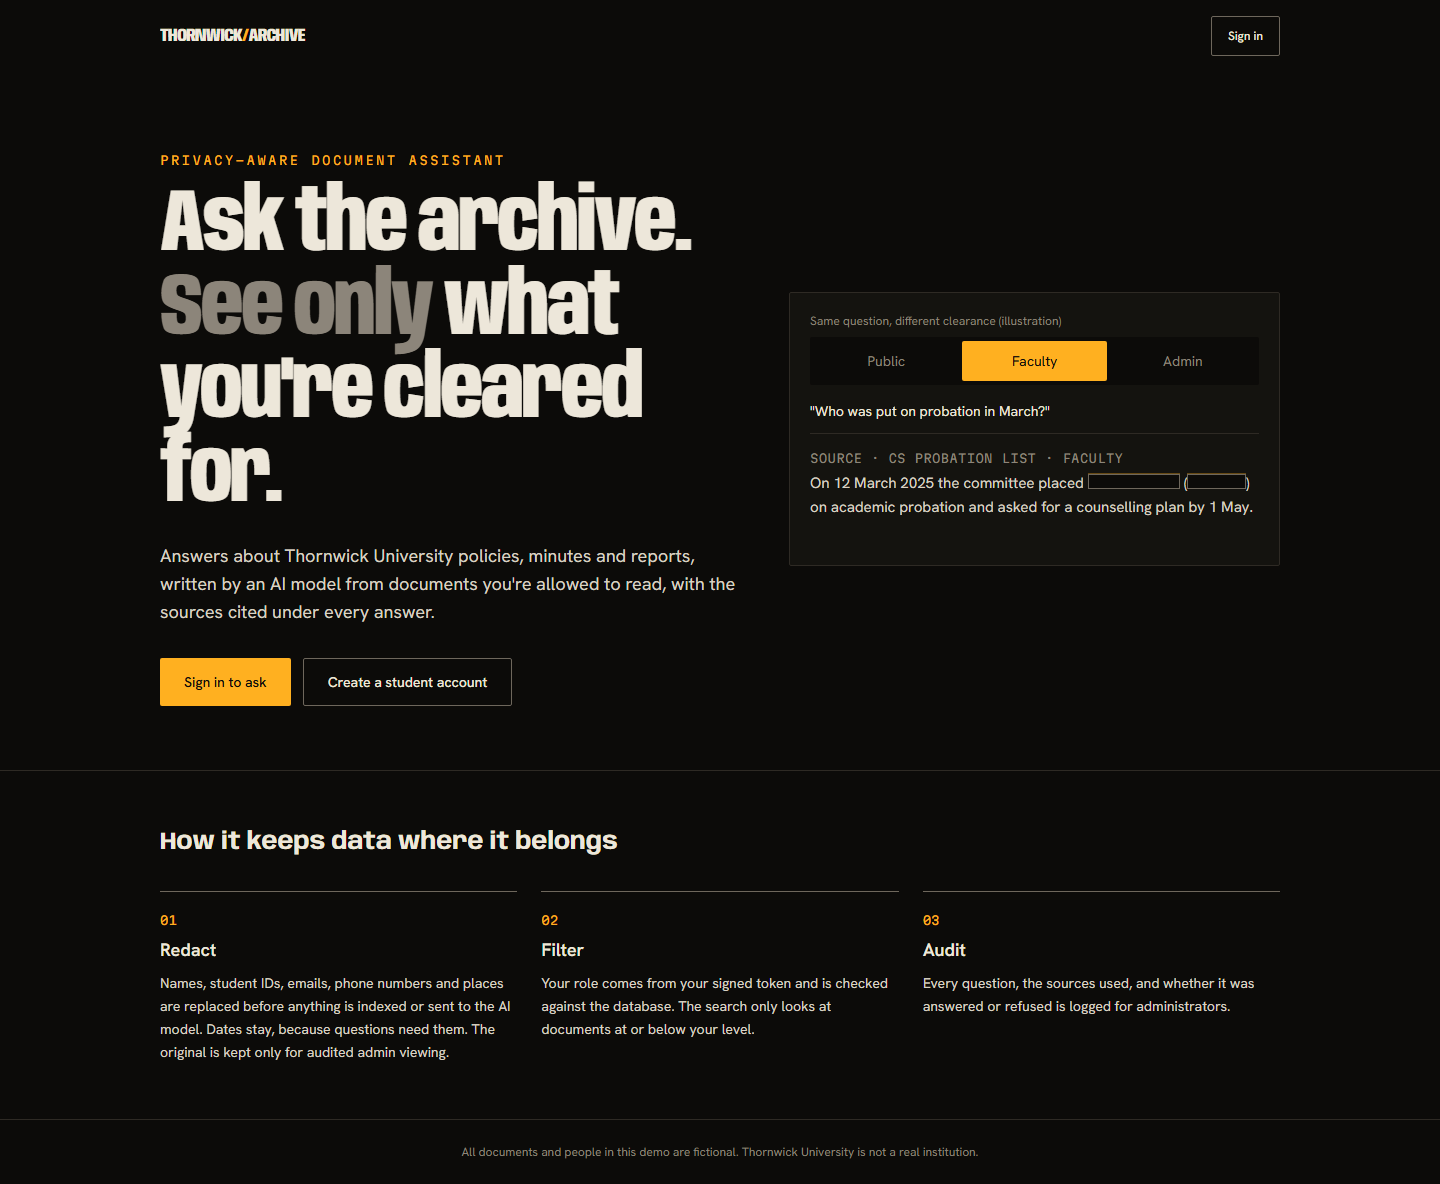 THORNWICK/ARCHIVE
Sign in
PRIVACY-AWARE DOCUMENT ASSISTANT
Ask the archive.
See only what
you're cleared
for.
Answers about Thornwick University policies, minutes and reports,
written by an AI model from documents you're allowed to read, with the
sources cited under every answer.
Sign in to ask
Create a student account
Same question, different clearance (illustration)
Public
Faculty
Admin
"Who was put on probation in March?"
SOURCE · CS PROBATION LIST · FACULTY
On 12 March 2025 the committee placed ( )
on academic probation and asked for a counselling plan by 1 May.
How it keeps data where it belongs
01
Redact
Names, student IDs, emails, phone numbers and places
are replaced before anything is indexed or sent to the AI
model. Dates stay, because questions need them. The
original is kept only for audited admin viewing.
02
Filter
Your role comes from your signed token and is checked
against the database. The search only looks at
documents at or below your level.
03
Audit
Every question, the sources used, and whether it was
answered or refused is logged for administrators.
All documents and people in this demo are fictional. Thornwick University is not a real institution.